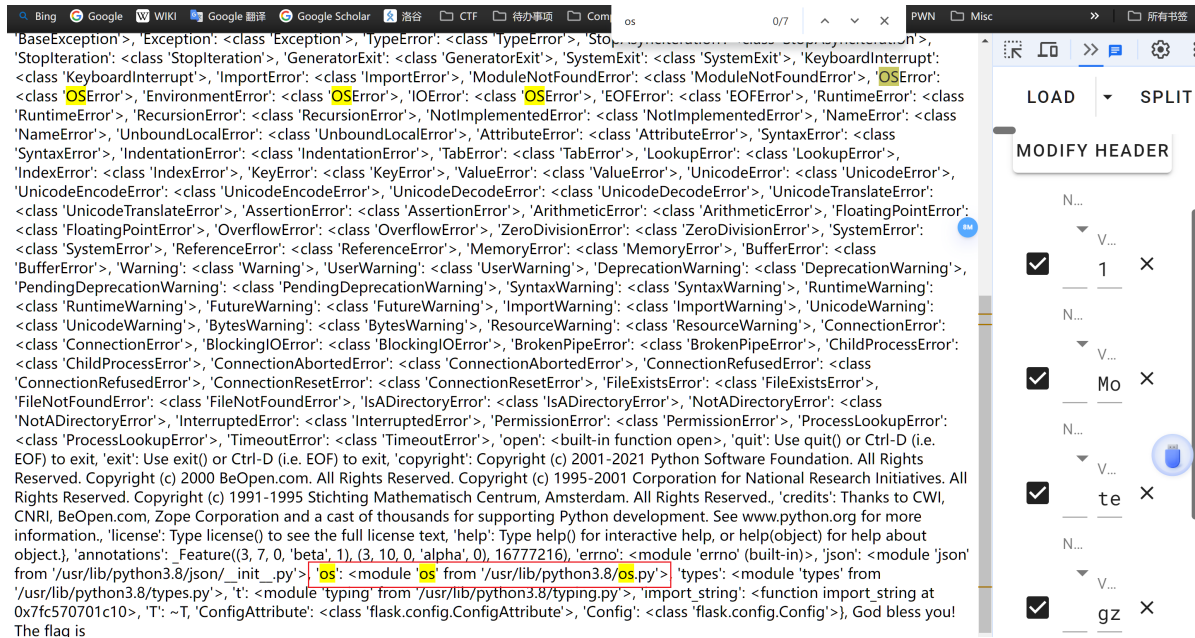 Bing Google WIKI Google 翻译 Google Scholar 洛谷 CTF 待办事项 Comp PWN Misc » 所有书签
os 0/7
'BaseException'>, 'Exception': <class 'Exception'>, 'TypeError': <class 'TypeError'>, 'StopAsyncIteration': <class 'StopAsyncIteration'>,
'StopIteration': <class 'StopIteration'>, 'GeneratorExit': <class 'GeneratorExit'>, 'SystemExit': <class 'SystemExit'>, 'KeyboardInterrupt':
<class 'KeyboardInterrupt'>, 'ImportError': <class 'ImportError'>, 'ModuleNotFoundError': <class 'ModuleNotFoundError'>, 'OSError':
<class 'OSError'>, 'EnvironmentError': <class 'OSError'>, 'IOError': <class 'OSError'>, 'EOFError': <class 'EOFError'>, 'RuntimeError': <class
'RuntimeError'>, 'RecursionError': <class 'RecursionError'>, 'NotImplementedError': <class 'NotImplementedError'>, 'NameError': <class
'NameError'>, 'UnboundLocalError': <class 'UnboundLocalError'>, 'AttributeError': <class 'AttributeError'>, 'SyntaxError': <class
'SyntaxError'>, 'IndentationError': <class 'IndentationError'>, 'TabError': <class 'TabError'>, 'LookupError': <class 'LookupError'>,
'IndexError': <class 'IndexError'>, 'KeyError': <class 'KeyError'>, 'ValueError': <class 'ValueError'>, 'UnicodeError': <class 'UnicodeError'>,
'UnicodeEncodeError': <class 'UnicodeEncodeError'>, 'UnicodeDecodeError': <class 'UnicodeDecodeError'>, 'UnicodeTranslateError':
<class 'UnicodeTranslateError'>, 'AssertionError': <class 'AssertionError'>, 'ArithmeticError': <class 'ArithmeticError'>, 'FloatingPointError':
<class 'FloatingPointError'>, 'OverflowError': <class 'OverflowError'>, 'ZeroDivisionError': <class 'ZeroDivisionError'>, 'SystemError':
<class 'SystemError'>, 'ReferenceError': <class 'ReferenceError'>, 'MemoryError': <class 'MemoryError'>, 'BufferError': <class
'BufferError'>, 'Warning': <class 'Warning'>, 'UserWarning': <class 'UserWarning'>, 'DeprecationWarning': <class 'DeprecationWarning'>,
'PendingDeprecationWarning': <class 'PendingDeprecationWarning'>, 'SyntaxWarning': <class 'SyntaxWarning'>, 'RuntimeWarning':
<class 'RuntimeWarning'>, 'FutureWarning': <class 'FutureWarning'>, 'ImportWarning': <class 'ImportWarning'>, 'UnicodeWarning':
<class 'UnicodeWarning'>, 'BytesWarning': <class 'BytesWarning'>, 'ResourceWarning': <class 'ResourceWarning'>, 'ConnectionError':
<class 'ConnectionError'>, 'BlockingIOError': <class 'BlockingIOError'>, 'BrokenPipeError': <class 'BrokenPipeError'>, 'ChildProcessError':
<class 'ChildProcessError'>, 'ConnectionAbortedError': <class 'ConnectionAbortedError'>, 'ConnectionRefusedError': <class
'ConnectionRefusedError'>, 'ConnectionResetError': <class 'ConnectionResetError'>, 'FileExistsError': <class 'FileExistsError'>,
'FileNotFoundError': <class 'FileNotFoundError'>, 'IsADirectoryError': <class 'IsADirectoryError'>, 'NotADirectoryError': <class
'NotADirectoryError'>, 'InterruptedError': <class 'InterruptedError'>, 'PermissionError': <class 'PermissionError'>, 'ProcessLookupError':
<class 'ProcessLookupError'>, 'TimeoutError': <class 'TimeoutError'>, 'open': <built-in function open>, 'quit': Use quit() or Ctrl-D (i.e.
EOF) to exit, 'exit': Use exit() or Ctrl-D (i.e. EOF) to exit, 'copyright': Copyright (c) 2001-2021 Python Software Foundation. All Rights
Reserved. Copyright (c) 2000 BeOpen.com. All Rights Reserved. Copyright (c) 1995-2001 Corporation for National Research Initiatives. All
Rights Reserved. Copyright (c) 1991-1995 Stichting Mathematisch Centrum, Amsterdam. All Rights Reserved., 'credits': Thanks to CWI,
CNRI, BeOpen.com, Zope Corporation and a cast of thousands for supporting Python development. See www.python.org for more
information., 'license': Type license() to see the full license text, 'help': Type help() for interactive help, or help(object) for help about
object.}, 'annotations': _Feature((3, 7, 0, 'beta', 1), (3, 10, 0, 'alpha', 0), 16777216), 'errno': <module 'errno' (built-in)>, 'json': <module 'json'
from '/usr/lib/python3.8/json/__init__.py'>, 'os': <module 'os' from '/usr/lib/python3.8/os.py'>, 'types': <module 'types' from
'/usr/lib/python3.8/types.py'>, 't': <module 'typing' from '/usr/lib/python3.8/typing.py'>, 'import_string': <function import_string at
0x7fc570701c10>, 'T': ~T, 'ConfigAttribute': <class 'flask.config.ConfigAttribute'>, 'Config': <class 'flask.config.Config'>}, God bless you!
The flag is
LOAD SPLIT
MODIFY HEADER
N...
V...
1
N...
V...
Mo
N...
V...
te
N...
V...
gz